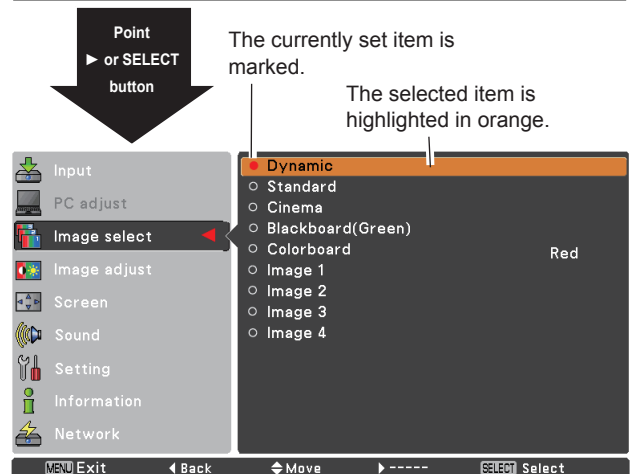 Point
► or SELECT
button
The currently set item is
marked.
The selected item is
highlighted in orange.
Input
PC adjust
Image select
Image adjust
Screen
Sound
Setting
Information
Network
Dynamic
Standard
Cinema
Blackboard(Green)
Colorboard Red
Image 1
Image 2
Image 3
Image 4
MENU Exit ◄Back Move ►----- SELECT Select